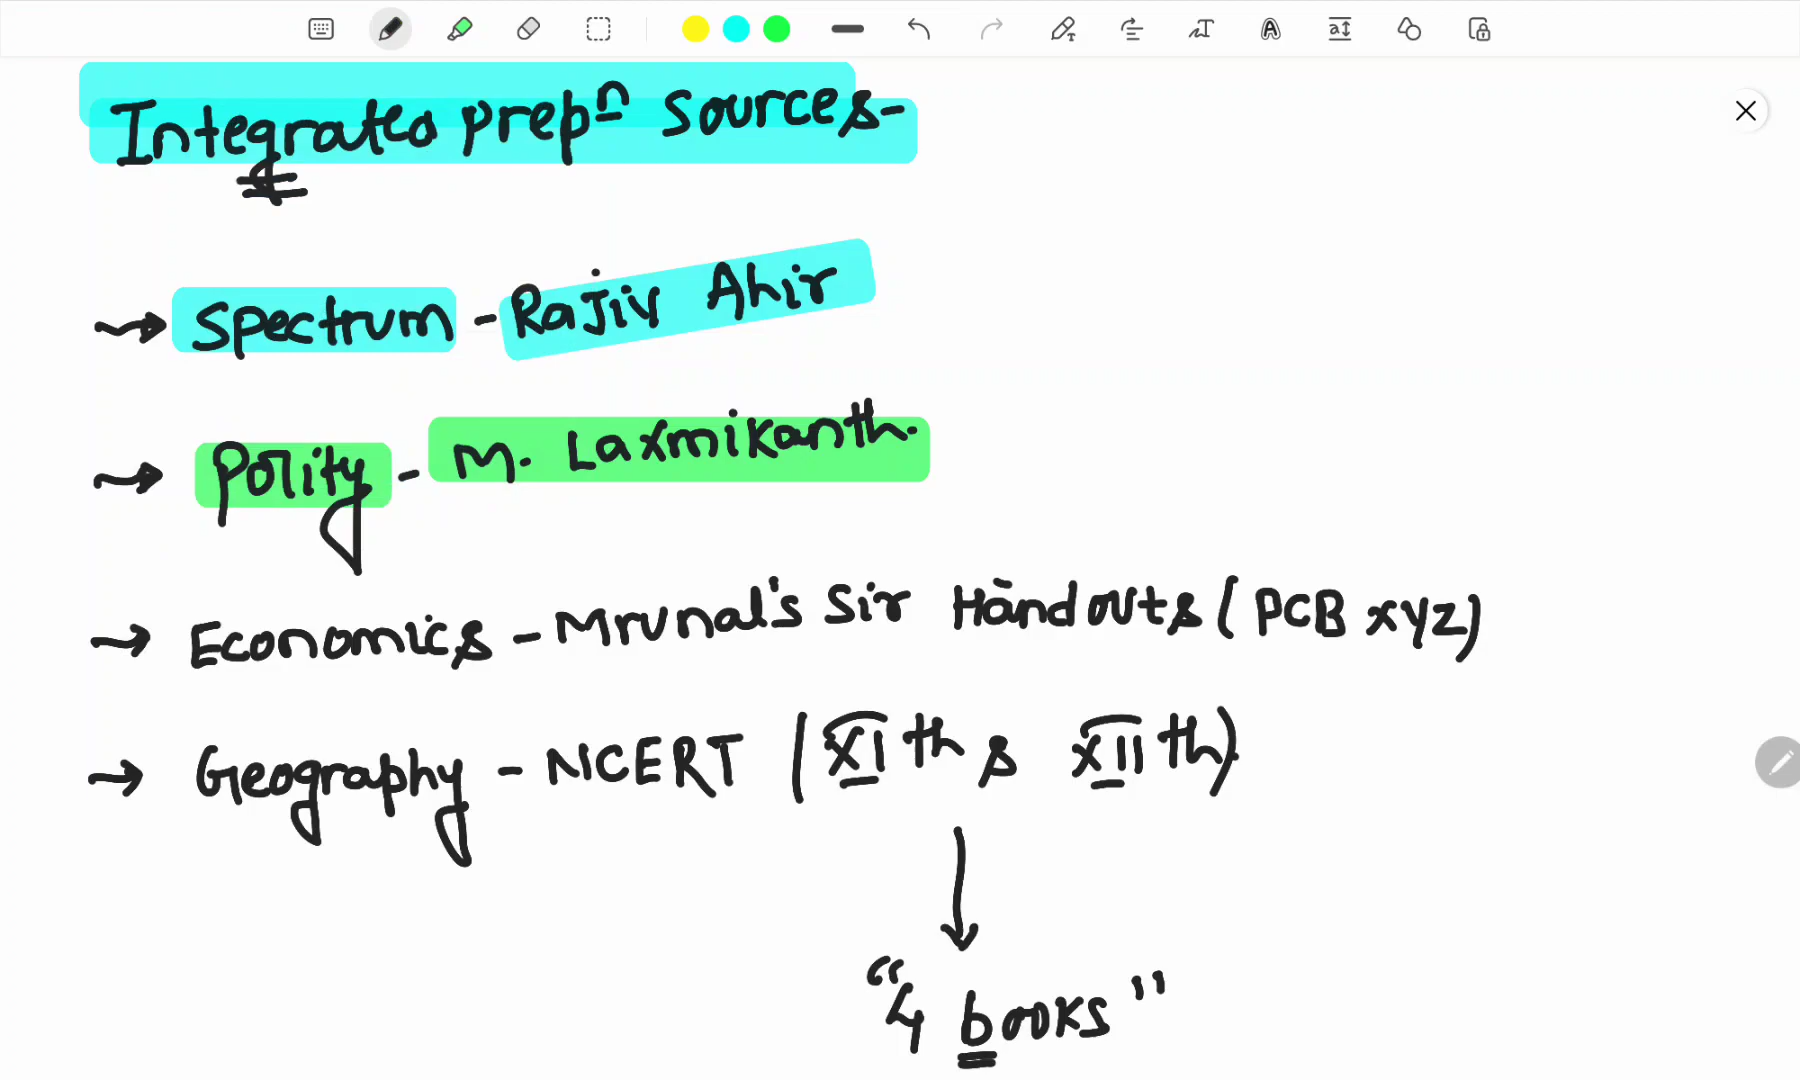 Integrated prepⁿ sources-
→ Spectrum - Rajiv Ahir
→ Polity - M. Laxmikanth.
→ Economics - Mrunal's Sir Handouts (PCB xyz)
→ Geography - NCERT (XIth & XIIth)
↓
"4 books"